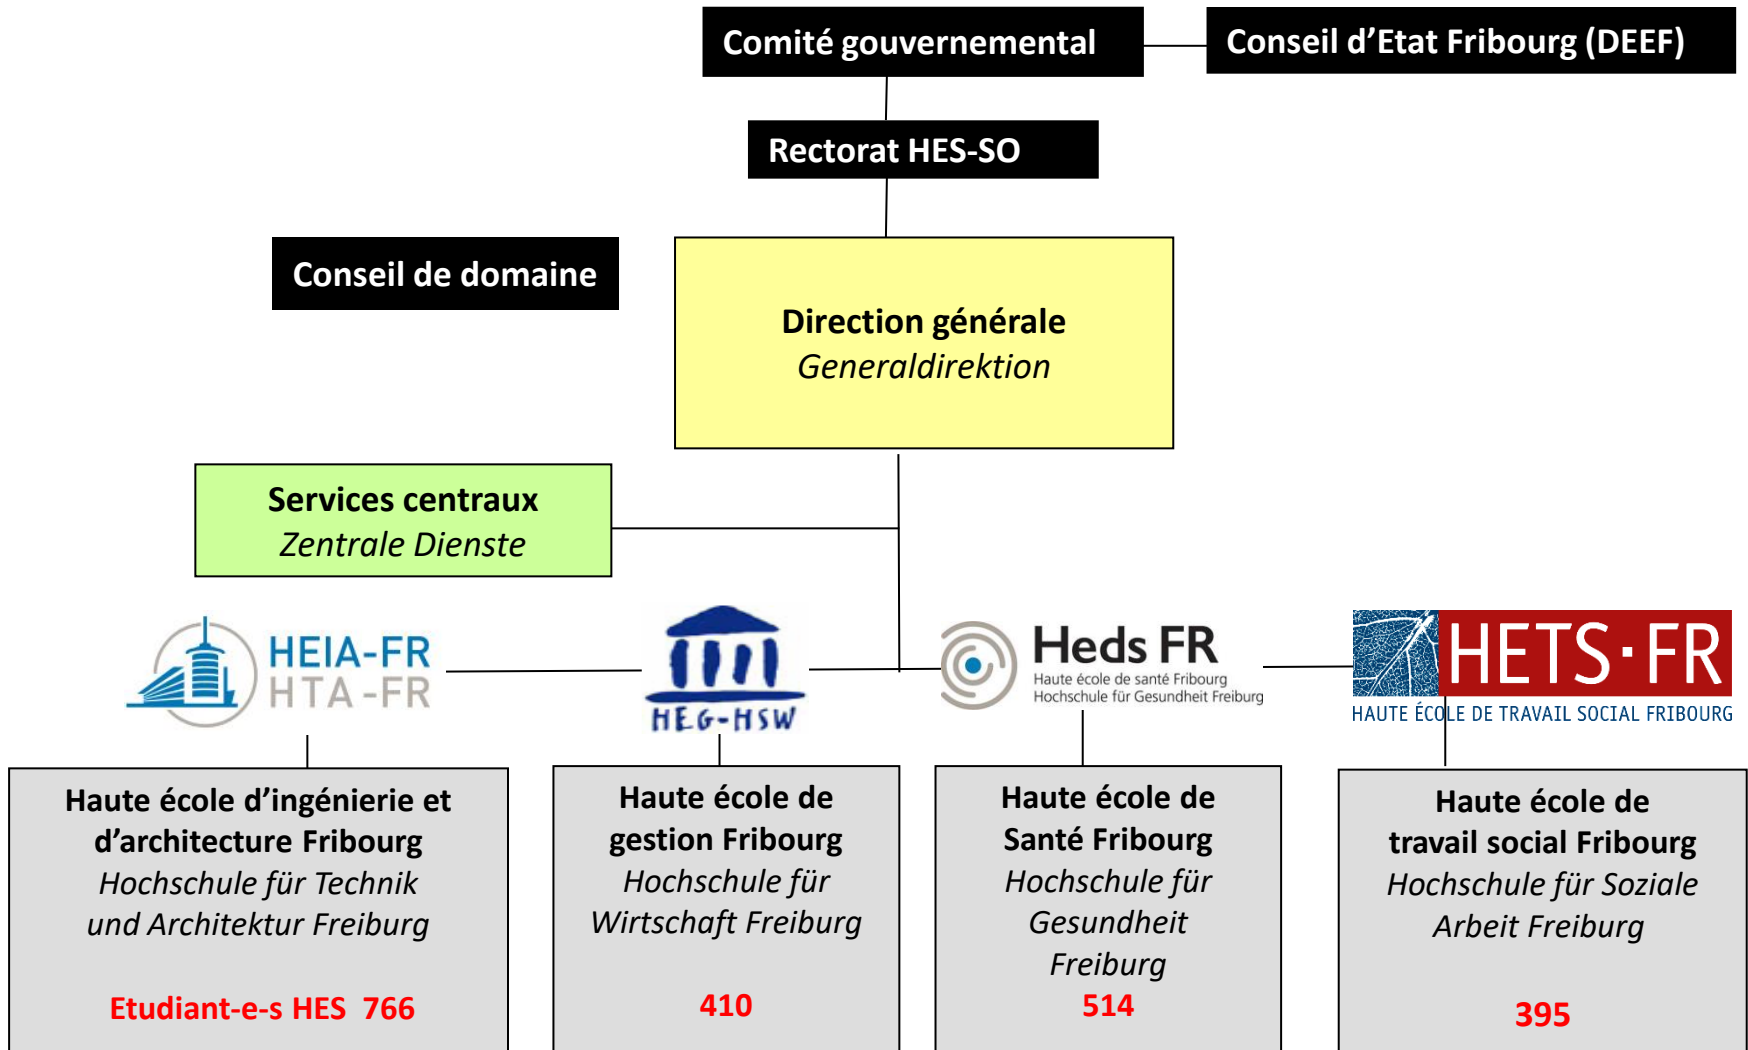 Comité gouvernemental
Conseil d’Etat Fribourg (DEEF)
Rectorat HES-SO
Conseil de domaine
Direction générale
Generaldirektion
Services centraux
Zentrale Dienste
HEIA-FR
HTA-FR
HEG-HSW
Heds FR
Haute école de santé Fribourg
Hochschule für Gesundheit Freiburg
HETS·FR
HAUTE ÉCOLE DE TRAVAIL SOCIAL FRIBOURG
Haute école d’ingénierie et
d’architecture Fribourg
Hochschule für Technik
und Architektur Freiburg
Etudiant-e-s HES 766
Haute école de
gestion Fribourg
Hochschule für
Wirtschaft Freiburg
410
Haute école de
Santé Fribourg
Hochschule für
Gesundheit
Freiburg
514
Haute école de
travail social Fribourg
Hochschule für Soziale
Arbeit Freiburg
395